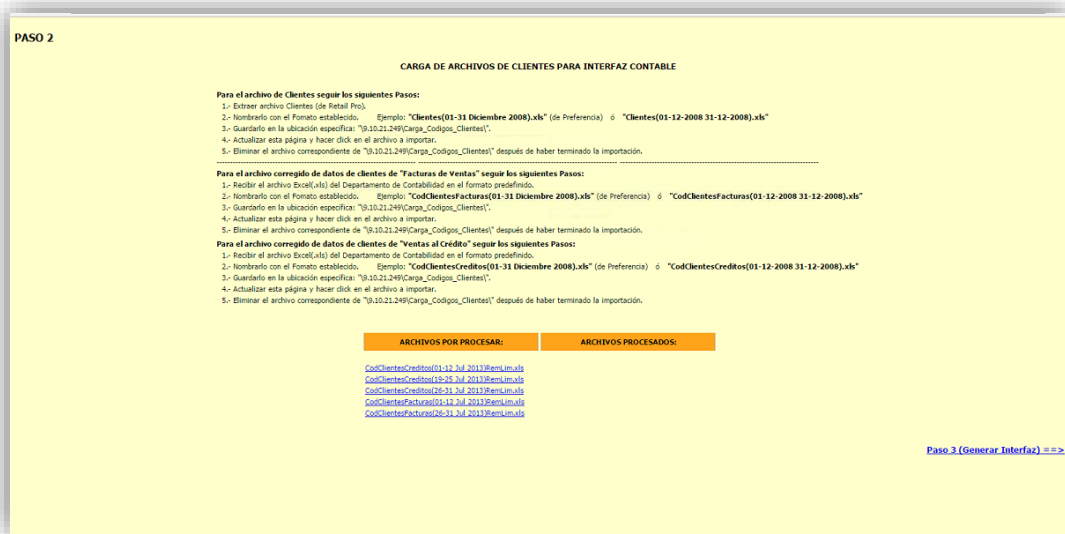 PASO 2
CARGA DE ARCHIVOS DE CLIENTES PARA INTERFAZ CONTABLE
Para el archivo de Clientes seguir los siguientes Pasos:
1.- Extraer archivo Clientes (de Retail Pro).
2.- Nombrarlo con el Fomato establecido. Ejemplo: "Clientes(01-31 Diciembre 2008).xls" (de Preferencia) ó "Clientes(01-12-2008 31-12-2008).xls"
3.- Guardarlo en la ubicación específica: "\9.10.21.249\Carga_Codigos_Clientes\".
4.- Actualizar esta página y hacer click en el archivo a importar.
5.- Eliminar el archivo correspondiente de "\9.10.21.249\Carga_Codigos_Clientes\" después de haber terminado la importación.
Para el archivo corregido de datos de clientes de "Facturas de Ventas" seguir los siguientes Pasos:
1.- Recibir el archivo Excel(.xls) del Departamento de Contabilidad en el formato predefinido.
2.- Nombrarlo con el Fomato establecido. Ejemplo: "CodClientesFacturas(01-31 Diciembre 2008).xls" (de Preferencia) ó "CodClientesFacturas(01-12-2008 31-12-2008).xls"
3.- Guardarlo en la ubicación específica: "\9.10.21.249\Carga_Codigos_Clientes\".
4.- Actualizar esta página y hacer click en el archivo a importar.
5.- Eliminar el archivo correspondiente de "\9.10.21.249\Carga_Codigos_Clientes\" después de haber terminado la importación.
Para el archivo corregido de datos de clientes de "Ventas al Crédito" seguir los siguientes Pasos:
1.- Recibir el archivo Excel(.xls) del Departamento de Contabilidad en el formato predefinido.
2.- Nombrarlo con el Fomato establecido. Ejemplo: "CodClientesCreditos(01-31 Diciembre 2008).xls" (de Preferencia) ó "CodClientesCreditos(01-12-2008 31-12-2008).xls"
3.- Guardarlo en la ubicación específica: "\9.10.21.249\Carga_Codigos_Clientes\".
4.- Actualizar esta página y hacer click en el archivo a importar.
5.- Eliminar el archivo correspondiente de "\9.10.21.249\Carga_Codigos_Clientes\" después de haber terminado la importación.
ARCHIVOS POR PROCESAR: ARCHIVOS PROCESADOS:
CodClientesCreditos(01-12 Jul 2013)RemLim.xls
CodClientesCreditos(19-25 Jul 2013)RemLim.xls
CodClientesCreditos(26-31 Jul 2013)RemLim.xls
CodClientesFacturas(01-12 Jul 2013)RemLim.xls
CodClientesFacturas(26-31 Jul 2013)RemLim.xls
Paso 3 (Generar Interfaz) ==>